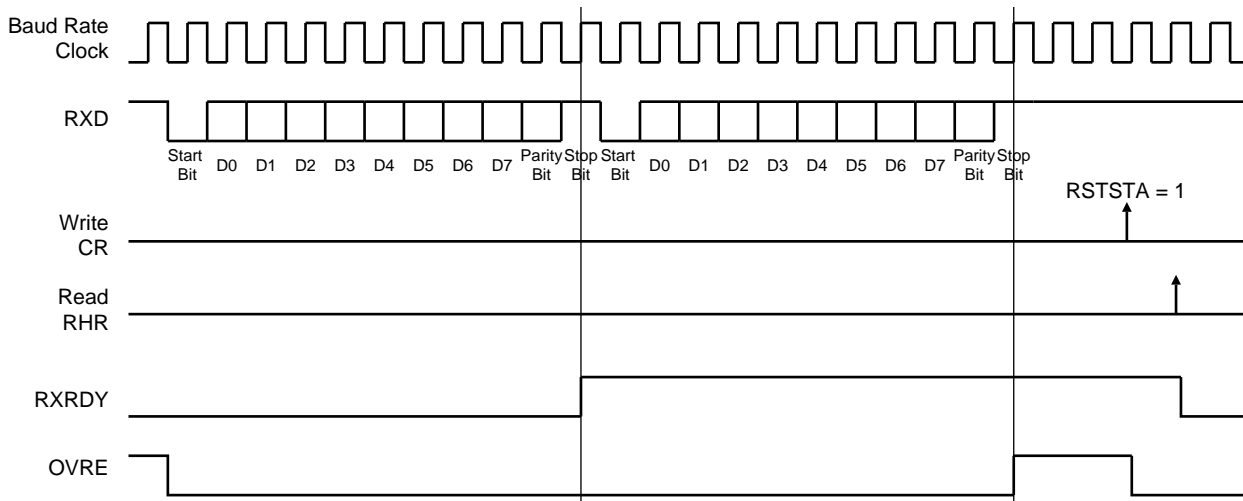 Baud Rate
Clock
RXD
Start
Bit
D0
D1
D2
D3
D4
D5
D6
D7
Parity
Bit
Stop
Bit
Start
Bit
D0
D1
D2
D3
D4
D5
D6
D7
Parity
Bit
Stop
Bit
RSTSTA = 1
Write
CR
Read
RHR
RXRDY
OVRE